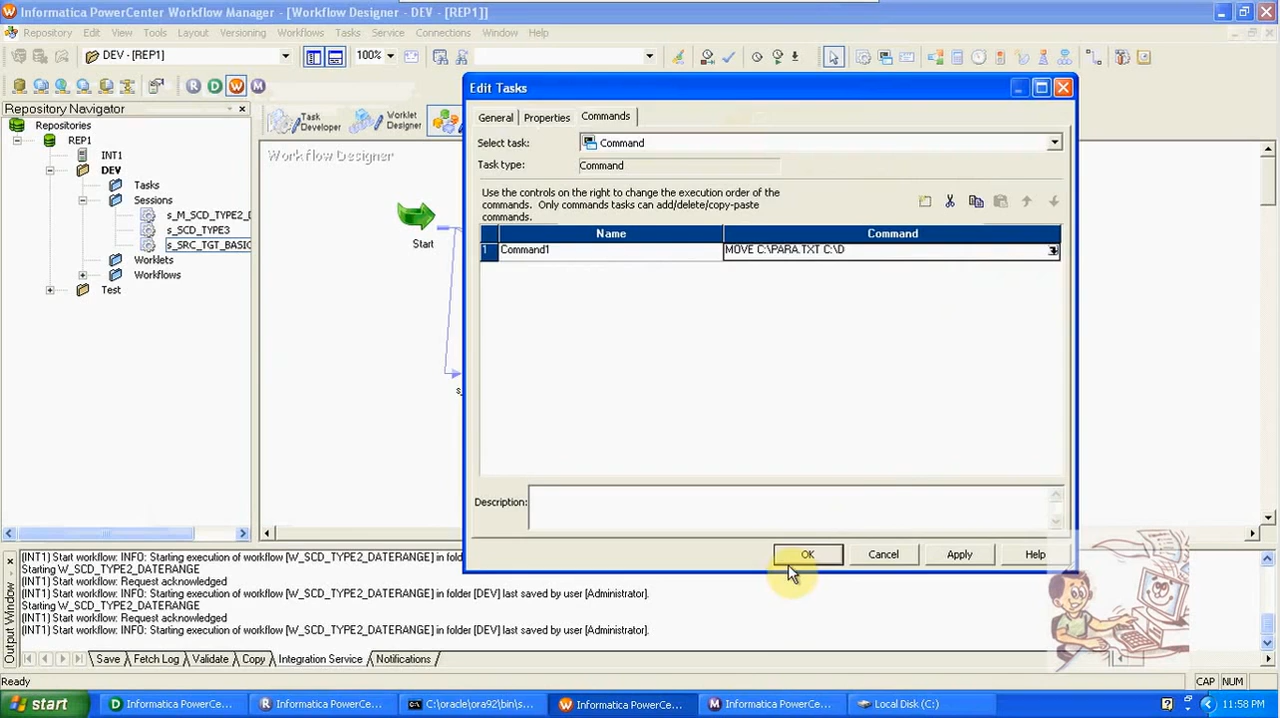 Informatica PowerCenter Workflow Manager - [Workflow Designer - DEV - [REP1]]
Repository Edit View Tools Layout Versioning Workflows Tasks Service Connections Window Help
DEV - [REP1] 100%
R D W M
Repository Navigator
Repositories
REP1
INT1
DEV
Tasks
Sessions
s_M_SCD_TYPE2_D
s_SCD_TYPE3
s_SRC_TGT_BASIC
Worklets
Workflows
Test
Task Developer
Worklet Designer
Workflow Designer
Start
s_
Edit Tasks
General Properties Commands
Select task: Command
Task type: Command
Use the controls on the right to change the execution order of the
commands. Only commands tasks can add/delete/copy-paste
commands.
Name Command
1 Command1 MOVE C:\PARA.TXT C:\D
Description:
OK Cancel Apply Help
Output Window
(INT1) Start workflow: INFO: Starting execution of workflow [W_SCD_TYPE2_DATERANGE] in fold
Starting W_SCD_TYPE2_DATERANGE
(INT1) Start workflow: Request acknowledged
(INT1) Start workflow: INFO: Starting execution of workflow [W_SCD_TYPE2_DATERANGE] in folder [DEV] last saved by user [Administrator].
Starting W_SCD_TYPE2_DATERANGE
(INT1) Start workflow: Request acknowledged
(INT1) Start workflow: INFO: Starting execution of workflow [W_SCD_TYPE2_DATERANGE] in folder [DEV] last saved by user [Administrator].
Save Fetch Log Validate Copy Integration Service Notifications
Ready CAP NUM
start Informatica PowerCe... Informatica PowerCe... C:\oracle\ora92\bin\s... Informatica PowerCe... Informatica PowerCe... Local Disk (C:) 11:58 PM